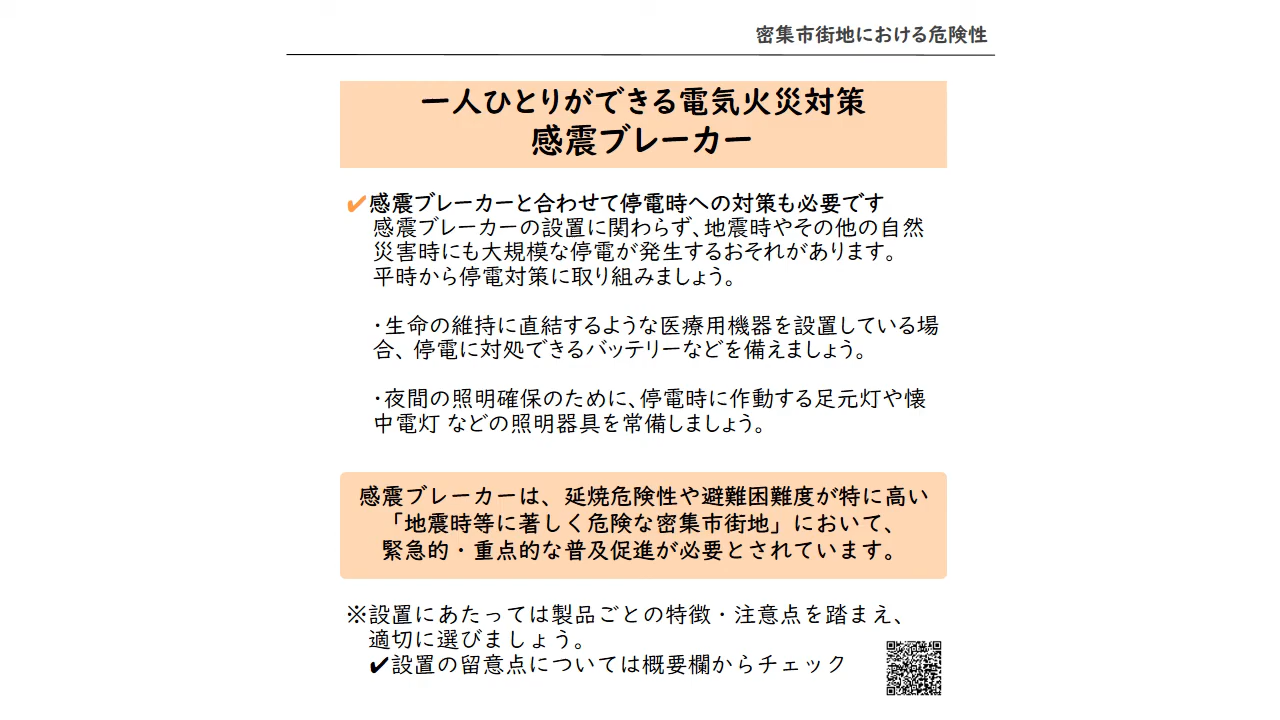 密集市街地における危険性
一人ひとりができる電気火災対策
感震ブレーカー
✔感震ブレーカーと合わせて停電時への対策も必要です
感震ブレーカーの設置に関わらず、地震時やその他の自然
災害時にも大規模な停電が発生するおそれがあります。
平時から停電対策に取り組みましょう。
・生命の維持に直結するような医療用機器を設置している場
合、停電に対処できるバッテリーなどを備えましょう。
・夜間の照明確保のために、停電時に作動する足元灯や懐
中電灯 などの照明器具を常備しましょう。
感震ブレーカーは、延焼危険性や避難困難度が特に高い
「地震時等に著しく危険な密集市街地」において、
緊急的・重点的な普及促進が必要とされています。
※設置にあたっては製品ごとの特徴・注意点を踏まえ、
適切に選びましょう。
✔設置の留意点については概要欄からチェック